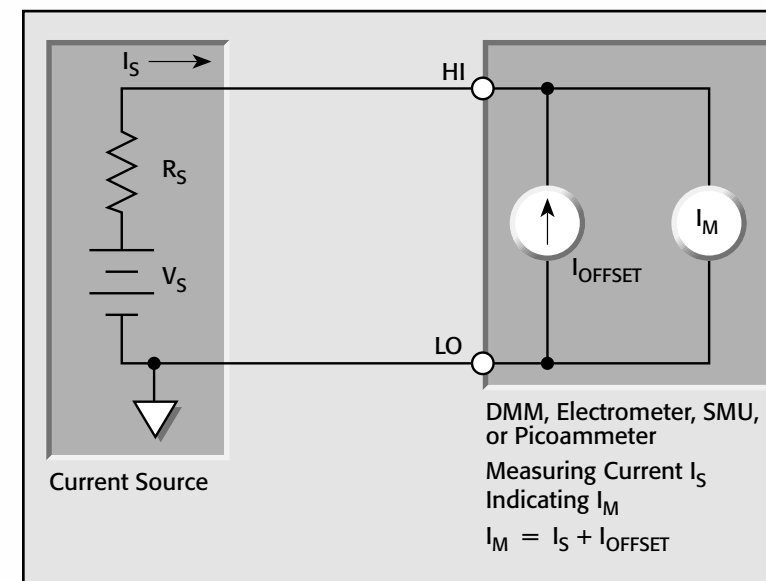 I_S
HI
R_S
I_M
V_S
I_OFFSET
LO
DMM, Electrometer, SMU,
or Picoammeter
Current Source
Measuring Current I_S
Indicating I_M
I_M = I_S + I_OFFSET